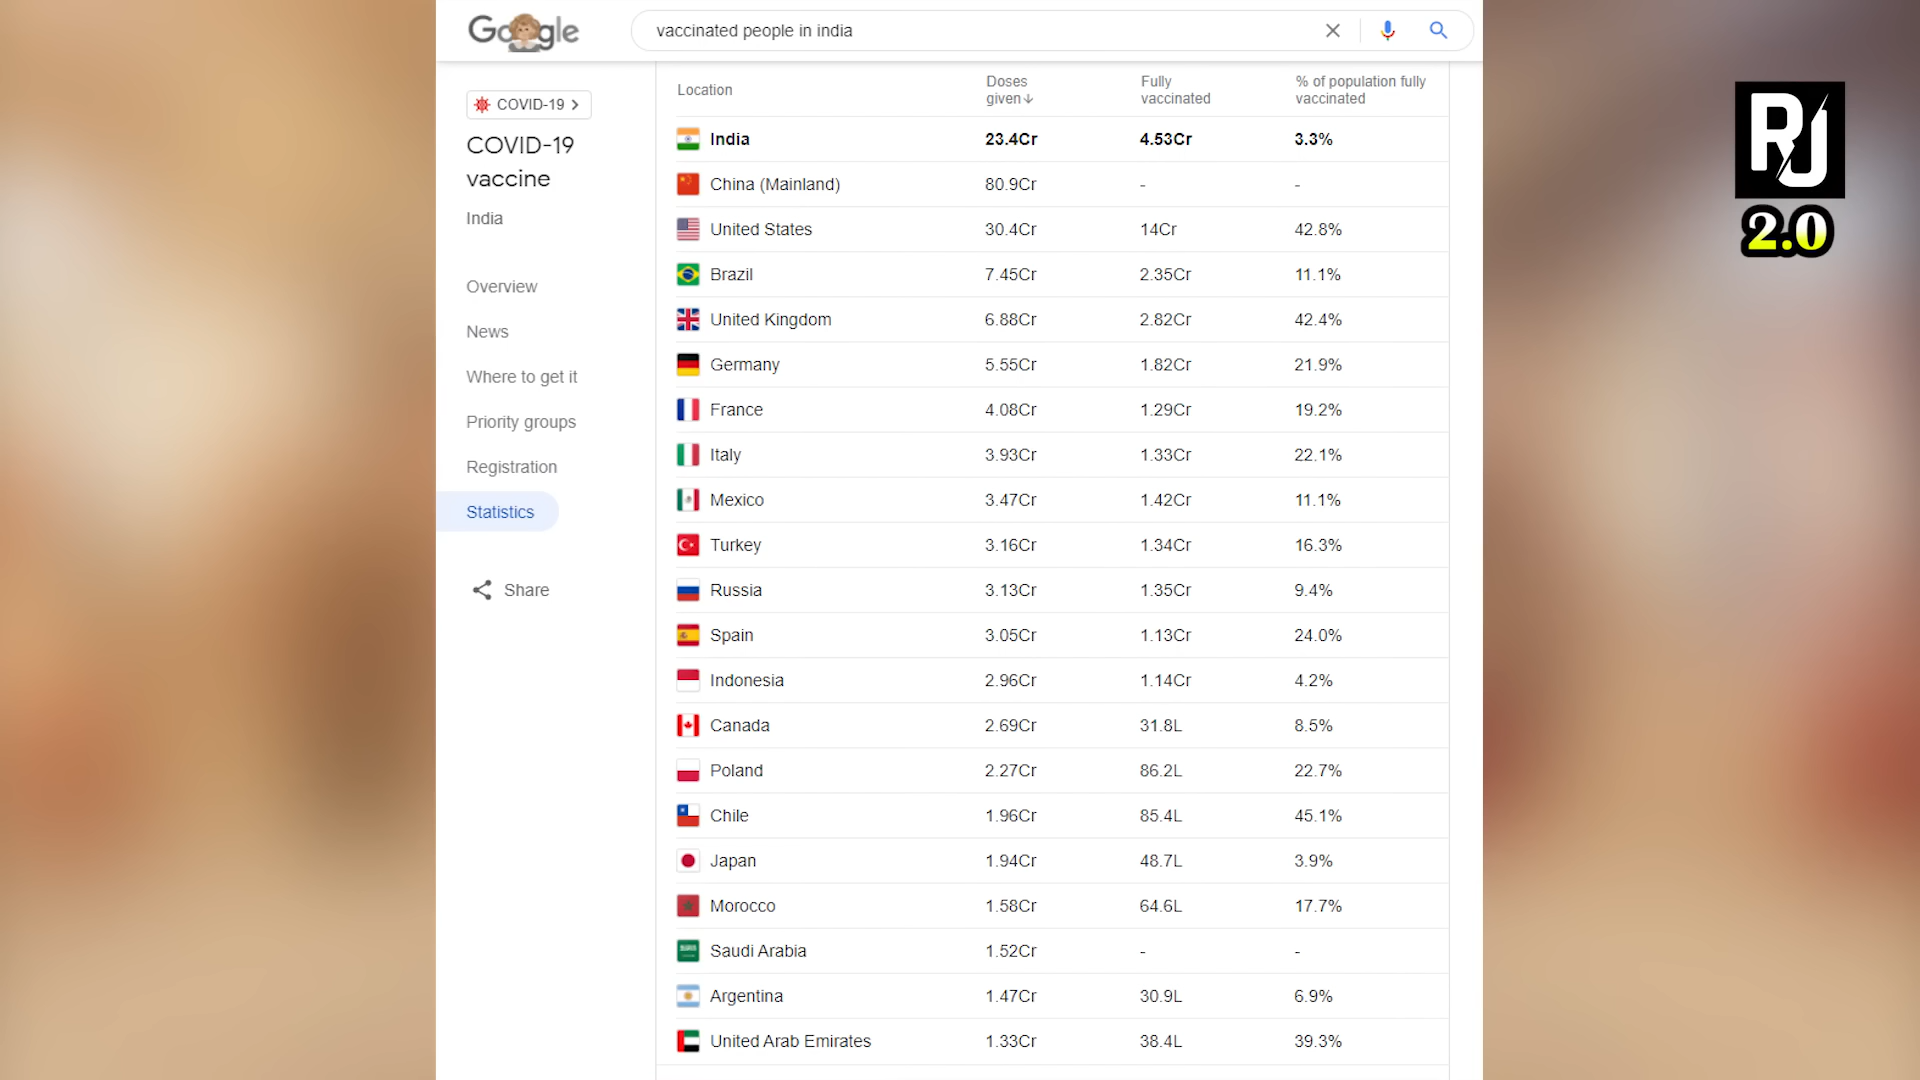 Google
vaccinated people in india
COVID-19
COVID-19
vaccine
India
Overview
News
Where to get it
Priority groups
Registration
Statistics
Share
Location Doses given Fully vaccinated % of population fully vaccinated
India 23.4Cr 4.53Cr 3.3%
China (Mainland) 80.9Cr - -
United States 30.4Cr 14Cr 42.8%
Brazil 7.45Cr 2.35Cr 11.1%
United Kingdom 6.88Cr 2.82Cr 42.4%
Germany 5.55Cr 1.82Cr 21.9%
France 4.08Cr 1.29Cr 19.2%
Italy 3.93Cr 1.33Cr 22.1%
Mexico 3.47Cr 1.42Cr 11.1%
Turkey 3.16Cr 1.34Cr 16.3%
Russia 3.13Cr 1.35Cr 9.4%
Spain 3.05Cr 1.13Cr 24.0%
Indonesia 2.96Cr 1.14Cr 4.2%
Canada 2.69Cr 31.8L 8.5%
Poland 2.27Cr 86.2L 22.7%
Chile 1.96Cr 85.4L 45.1%
Japan 1.94Cr 48.7L 3.9%
Morocco 1.58Cr 64.6L 17.7%
Saudi Arabia 1.52Cr - -
Argentina 1.47Cr 30.9L 6.9%
United Arab Emirates 1.33Cr 38.4L 39.3%
RJ
2.0